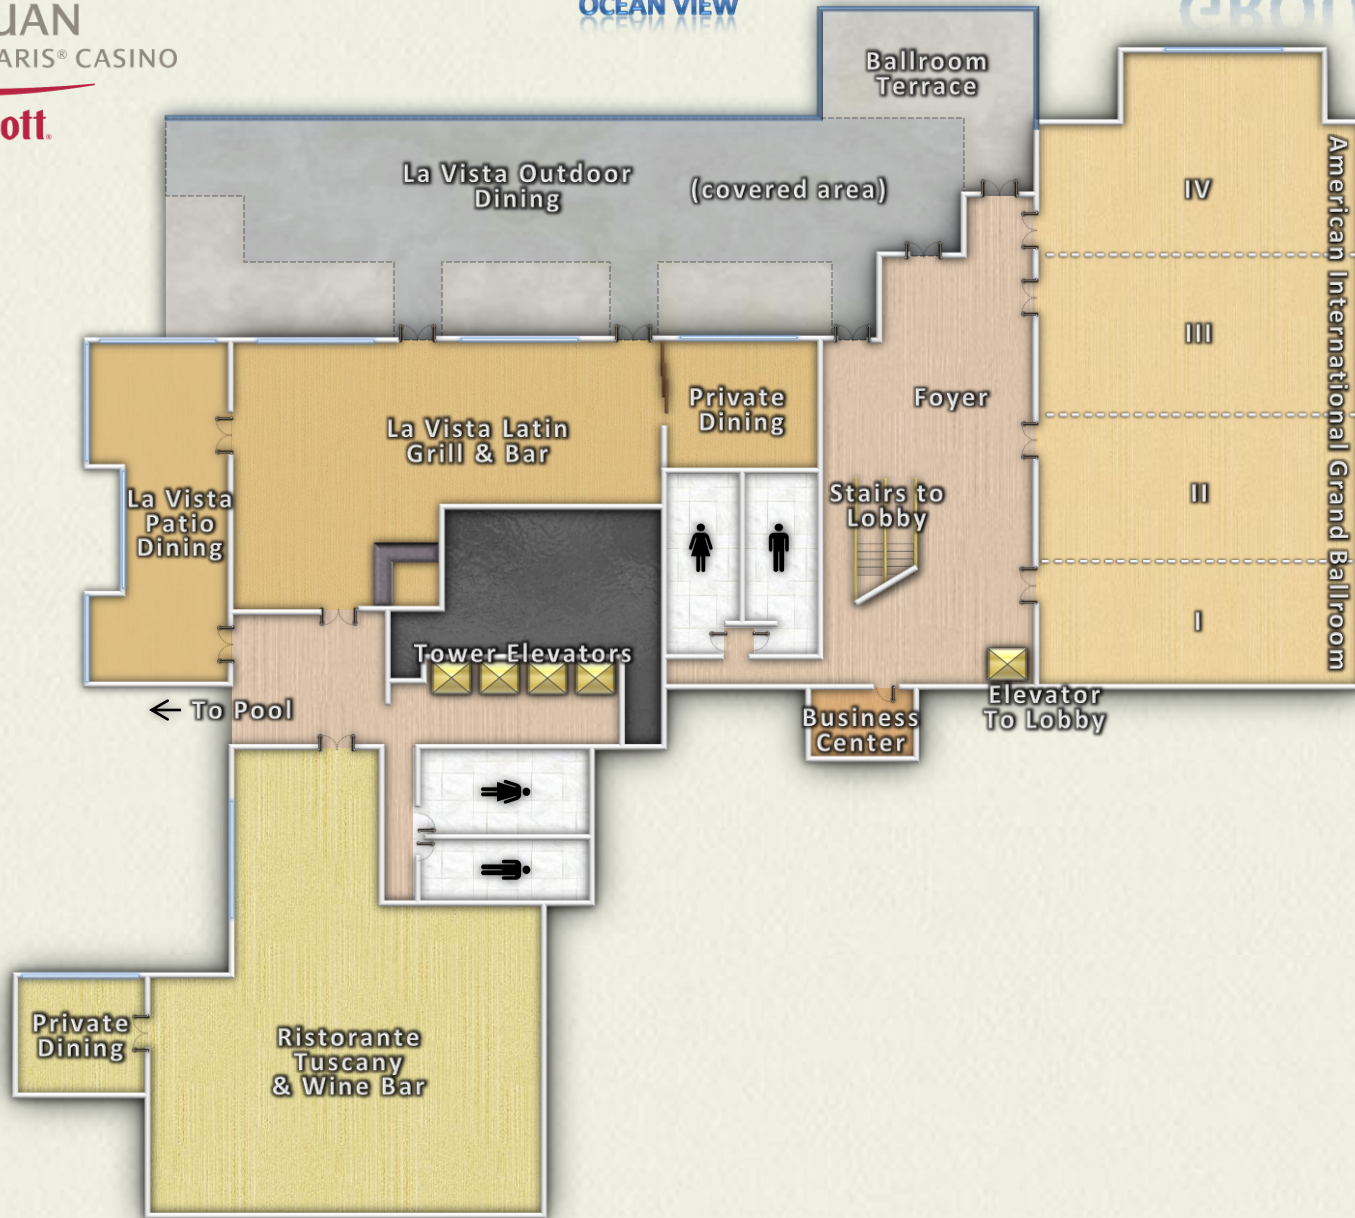 UAN
ARIS® CASINO
ott
OCEAN VIEW
Ballroom
Terrace
La Vista Outdoor
Dining
(covered area)
American International Grand Ballroom
IV
III
II
I
Foyer
Private
Dining
La Vista Latin
Grill & Bar
La Vista
Patio
Dining
Stairs to
Lobby
Tower Elevators
To Pool
Business
Center
Elevator
To Lobby
Private
Dining
Ristorante
Tuscany
& Wine Bar